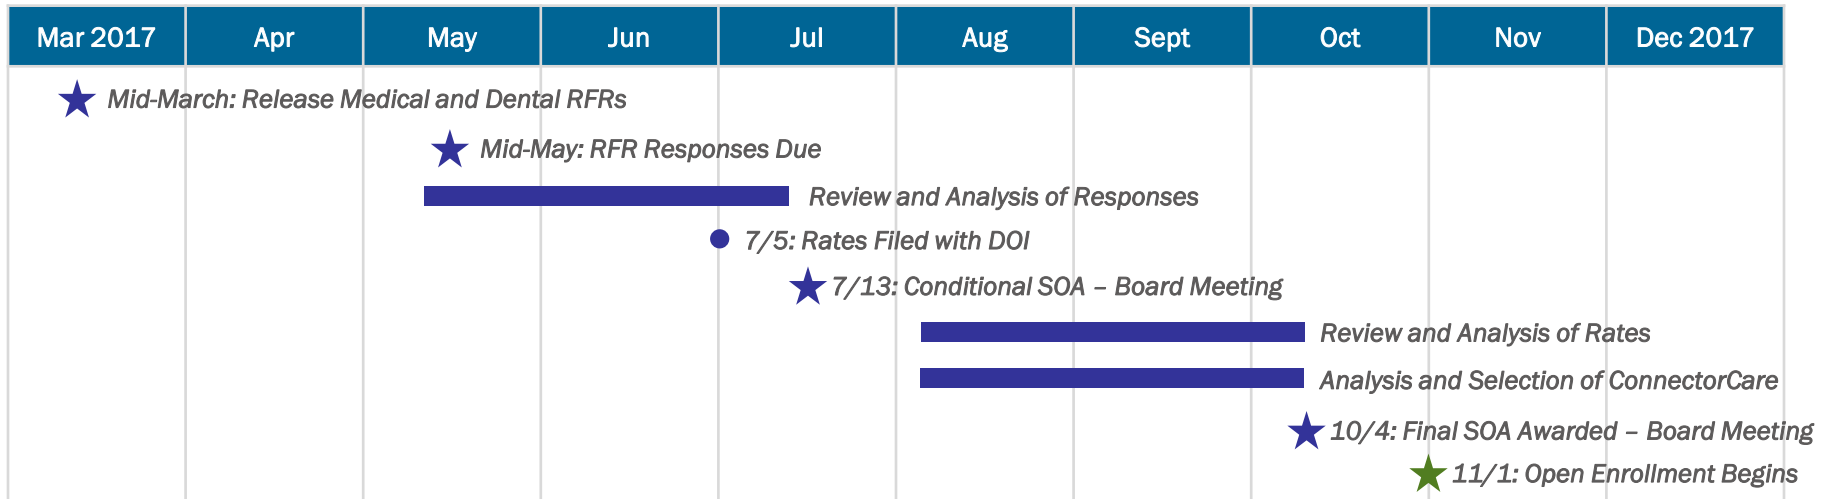 Mar 2017 Apr May Jun Jul Aug Sept Oct Nov Dec 2017
Mid-March: Release Medical and Dental RFRs
Mid-May: RFR Responses Due
Review and Analysis of Responses
7/5: Rates Filed with DOI
7/13: Conditional SOA – Board Meeting
Review and Analysis of Rates
Analysis and Selection of ConnectorCare
10/4: Final SOA Awarded – Board Meeting
11/1: Open Enrollment Begins